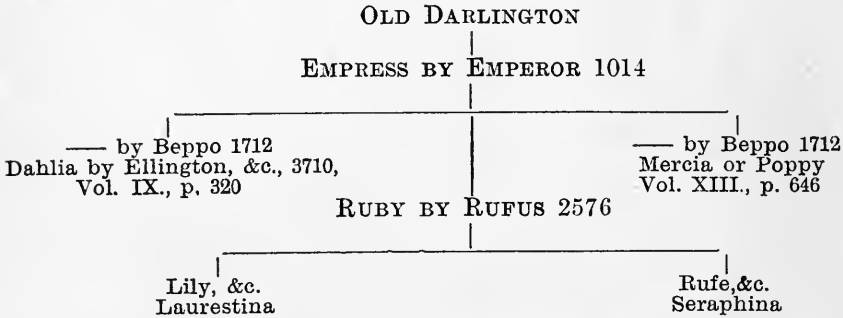 OLD DARLINGTON
EMPRESS BY EMPEROR 1014
—— by Beppo 1712
Dahlia by Ellington, &c., 3710,
Vol. IX., p. 320
—— by Beppo 1712
Mercia or Poppy
Vol. XIII., p. 646
RUBY BY RUFUS 2576
Lily, &c.
Laurestina
Rufe,&c.
Seraphina